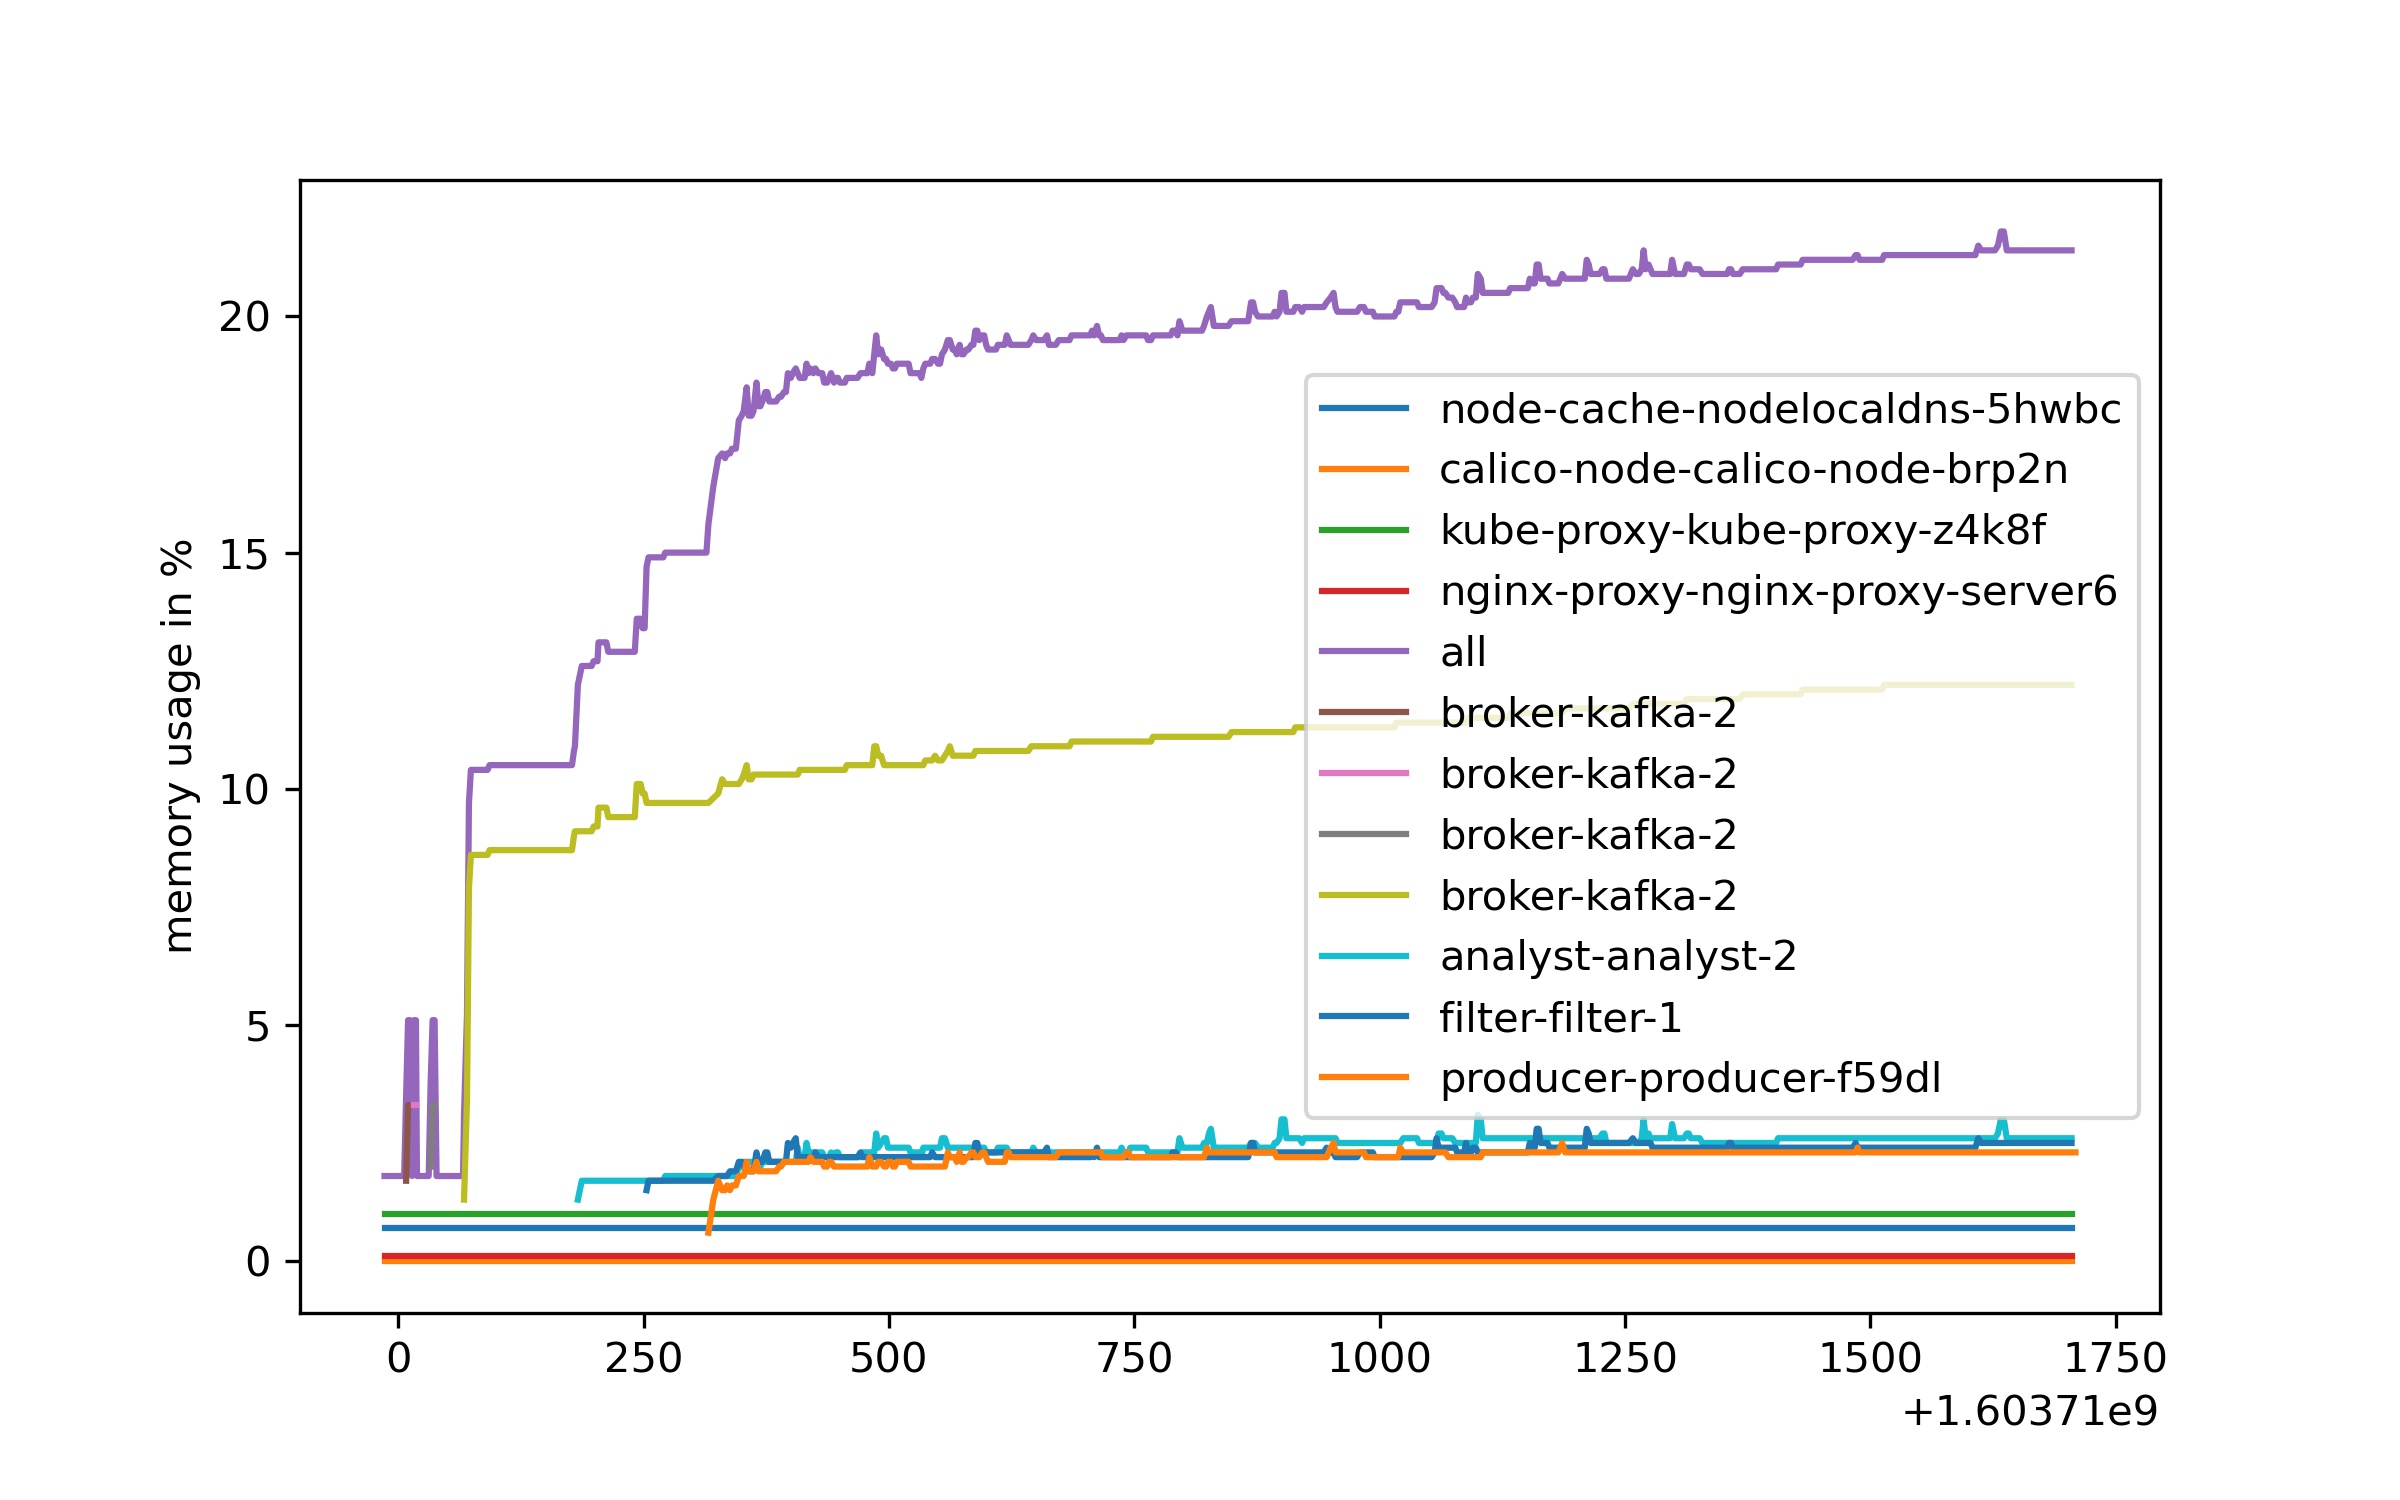 memory usage in %
20
15
10
5
0
node-cache-nodelocaldns-5hwbc
calico-node-calico-node-brp2n
kube-proxy-kube-proxy-z4k8f
nginx-proxy-nginx-proxy-server6
all
broker-kafka-2
broker-kafka-2
broker-kafka-2
broker-kafka-2
analyst-analyst-2
filter-filter-1
producer-producer-f59dl
0 250 500 750 1000 1250 1500 1750
+1.60371e9